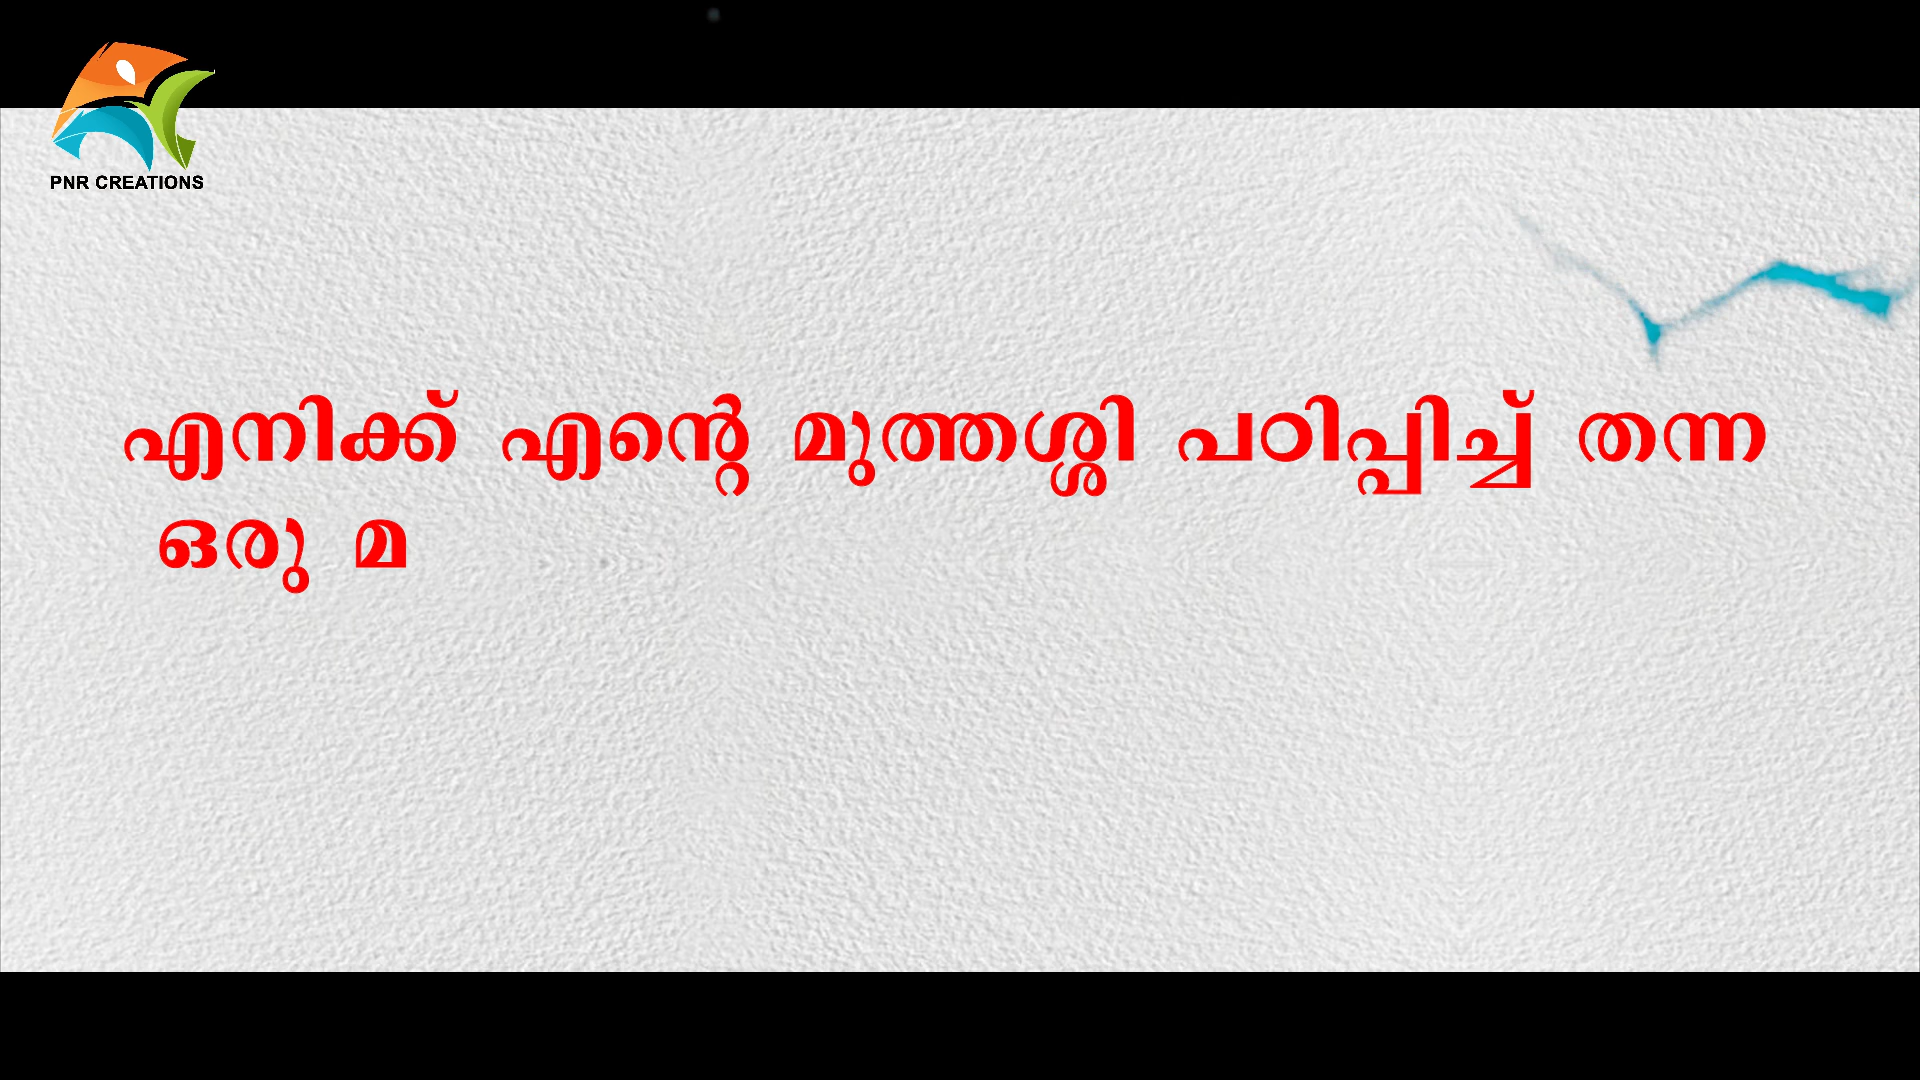 PNR CREATIONS
എനിക്ക് എന്റെ മുത്തശ്ശി പഠിപ്പിച്ച് തന്ന
ഒരു മ